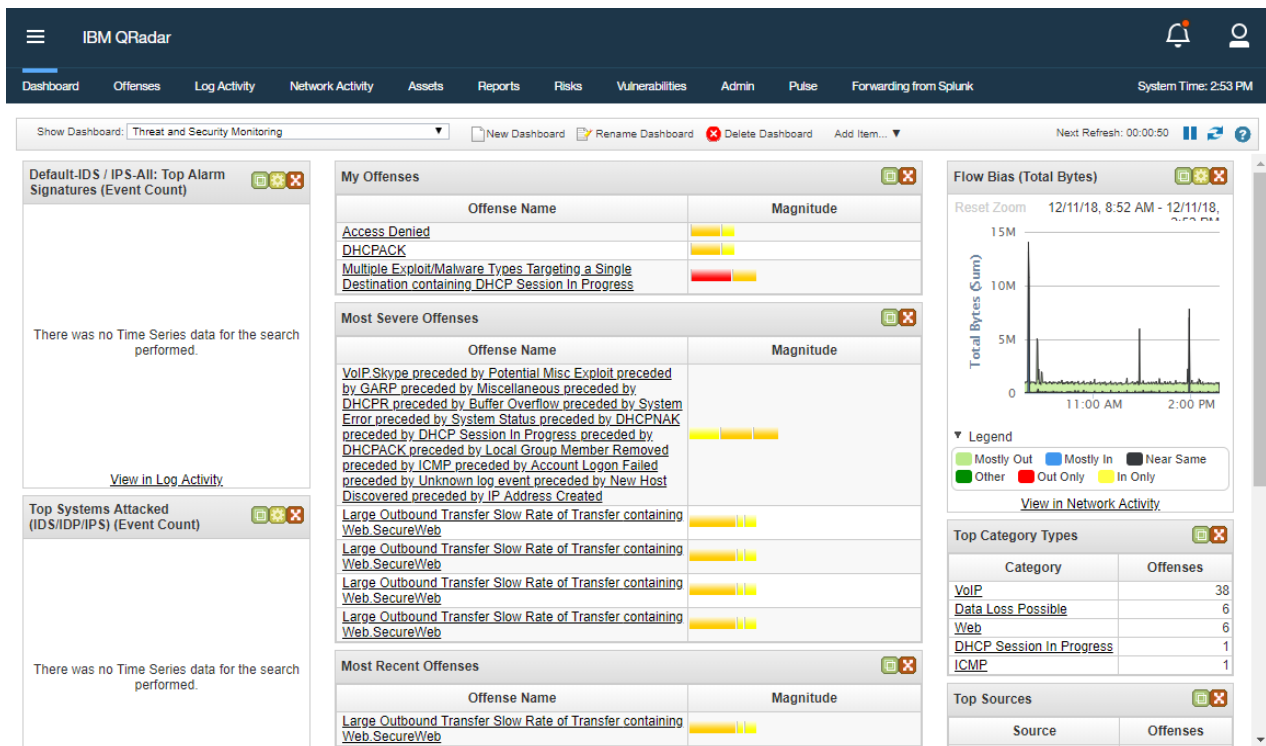 IBM QRadar
Dashboard Offenses Log Activity Network Activity Assets Reports Risks Vulnerabilities Admin Pulse Forwarding from Splunk System Time: 2:53 PM
Show Dashboard: Threat and Security Monitoring New Dashboard Rename Dashboard Delete Dashboard Add Item... Next Refresh: 00:00:50
Default-IDS / IPS-All: Top Alarm
Signatures (Event Count)
There was no Time Series data for the search
performed.
View in Log Activity
Top Systems Attacked
(IDS/IDP/IPS) (Event Count)
There was no Time Series data for the search
performed.
My Offenses
Offense Name Magnitude
Access Denied
DHCPACK
Multiple Exploit/Malware Types Targeting a Single
Destination containing DHCP Session In Progress
Most Severe Offenses
Offense Name Magnitude
VoIP.Skype preceded by Potential Misc Exploit preceded
by GARP preceded by Miscellaneous preceded by
DHCPR preceded by Buffer Overflow preceded by System
Error preceded by System Status preceded by DHCPNAK
preceded by DHCP Session In Progress preceded by
DHCPACK preceded by Local Group Member Removed
preceded by ICMP preceded by Account Logon Failed
preceded by Unknown log event preceded by New Host
Discovered preceded by IP Address Created
Large Outbound Transfer Slow Rate of Transfer containing
Web.SecureWeb
Large Outbound Transfer Slow Rate of Transfer containing
Web.SecureWeb
Large Outbound Transfer Slow Rate of Transfer containing
Web.SecureWeb
Large Outbound Transfer Slow Rate of Transfer containing
Web.SecureWeb
Most Recent Offenses
Offense Name Magnitude
Large Outbound Transfer Slow Rate of Transfer containing
Web.SecureWeb
Flow Bias (Total Bytes)
Reset Zoom 12/11/18, 8:52 AM - 12/11/18,
2:53 PM
Total Bytes (Sum)
15M
10M
5M
0
11:00 AM 2:00 PM
Legend
Mostly Out Mostly In Near Same
Other Out Only In Only
View in Network Activity
Top Category Types
Category Offenses
VoIP 38
Data Loss Possible 6
Web 6
DHCP Session In Progress 1
ICMP 1
Top Sources
Source Offenses